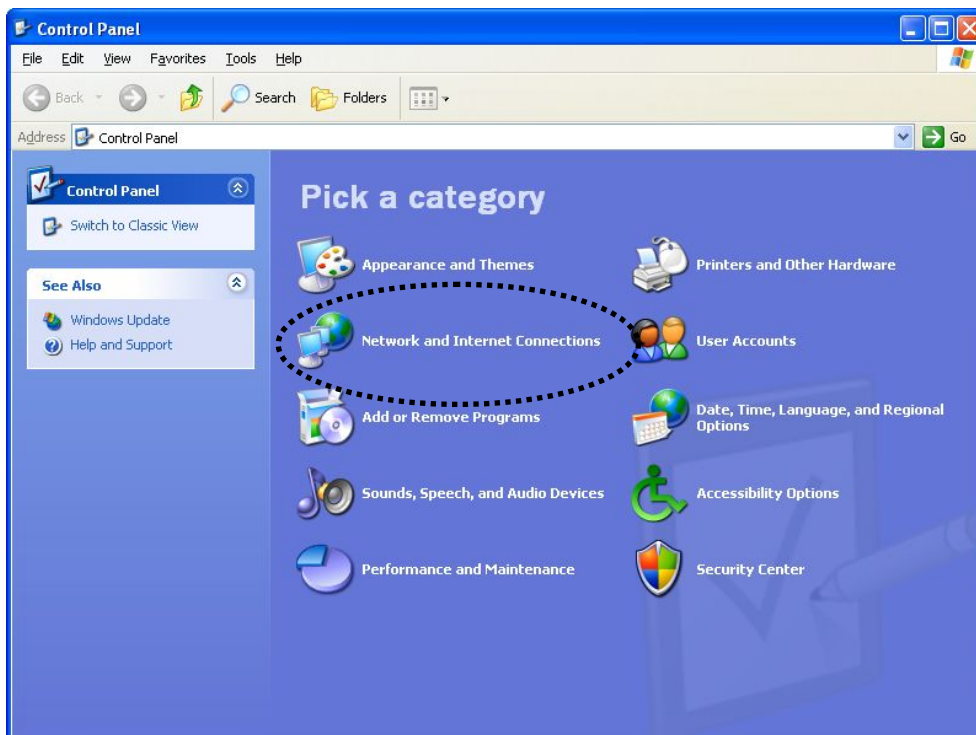 Control Panel
File Edit View Favorites Tools Help
Back Search Folders
Address Control Panel Go
Control Panel
Switch to Classic View
See Also
Windows Update
Help and Support
Pick a category
Appearance and Themes
Printers and Other Hardware
Network and Internet Connections
User Accounts
Add or Remove Programs
Date, Time, Language, and Regional
Options
Sounds, Speech, and Audio Devices
Accessibility Options
Performance and Maintenance
Security Center